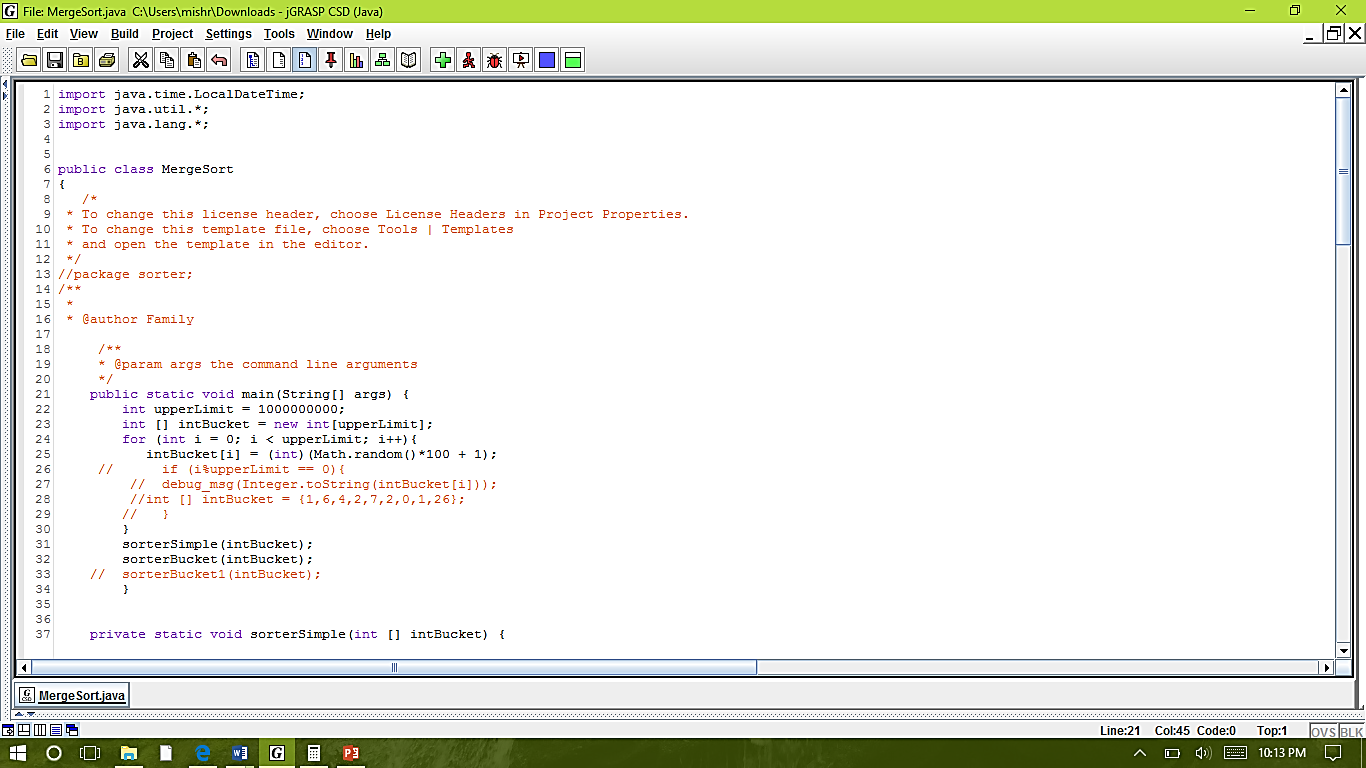 File: MergeSort.java  C:\Users\mishr\Downloads - jGRASP CSD (Java)
File Edit View Build Project Settings Tools Window Help
1 import java.time.LocalDateTime;
2 import java.util.*;
3 import java.lang.*;
4
5
6 public class MergeSort
7 {
8    /*
9  * To change this license header, choose License Headers in Project Properties.
10  * To change this template file, choose Tools | Templates
11  * and open the template in the editor.
12  */
13 //package sorter;
14 /**
15  *
16  * @author Family
17
18      /**
19      * @param args the command line arguments
20      */
21     public static void main(String[] args) {
22         int upperLimit = 1000000000;
23         int [] intBucket = new int[upperLimit];
24         for (int i = 0; i < upperLimit; i++){
25            intBucket[i] = (int)(Math.random()*100 + 1);
26      //      if (i%upperLimit == 0){
27          //  debug_msg(Integer.toString(intBucket[i]));
28          //int [] intBucket = {1,6,4,2,7,2,0,1,26};
29         //   }
30         }
31         sorterSimple(intBucket);
32         sorterBucket(intBucket);
33     //  sorterBucket1(intBucket);
34         }
35
36
37     private static void sorterSimple(int [] intBucket) {
MergeSort.java
Line:21 Col:45 Code:0 Top:1 OVS BLK
10:13 PM